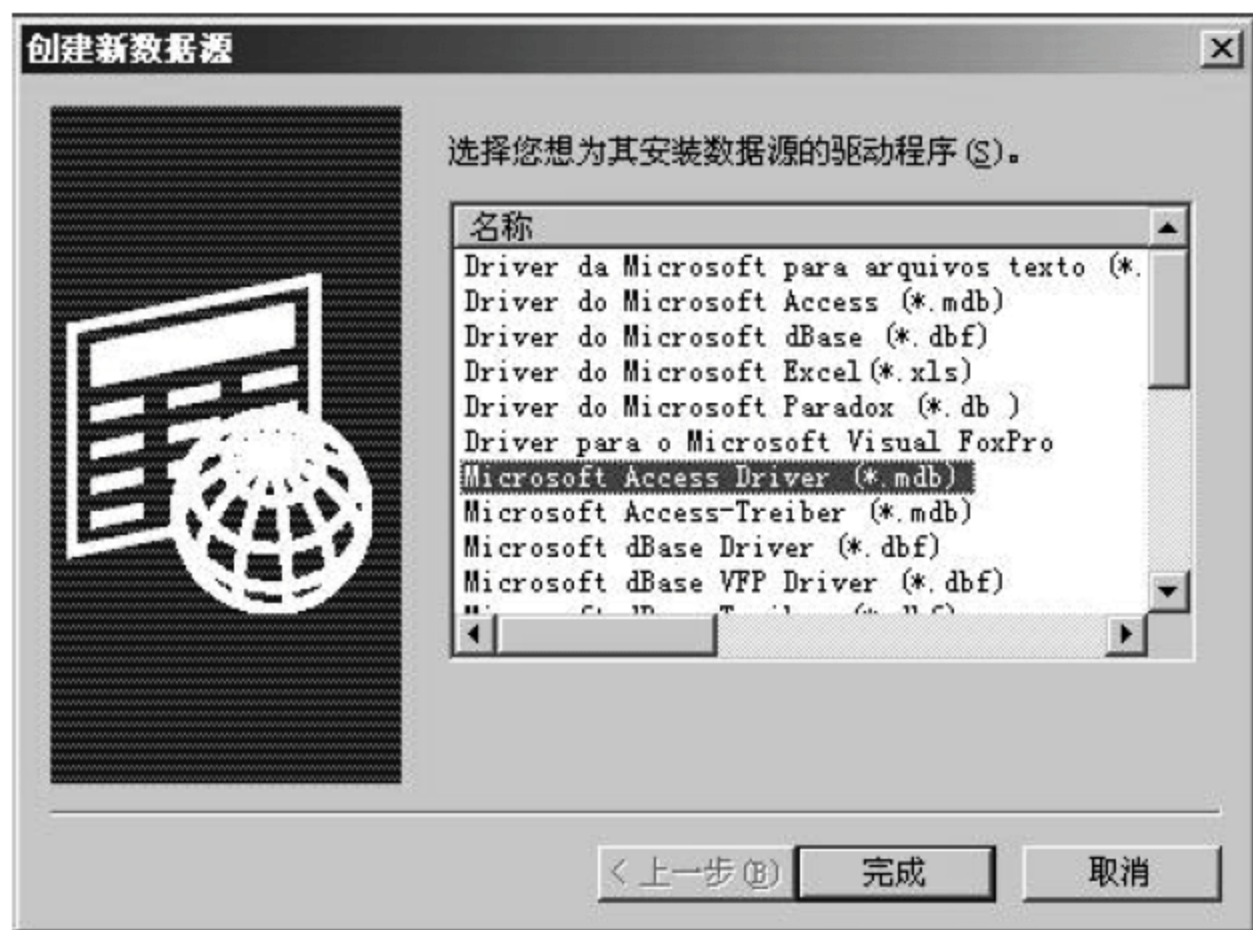 创建新数据源
选择您想为其安装数据源的驱动程序(S)。
名称
Driver da Microsoft para arquivos texto (*.
Driver do Microsoft Access (*.mdb)
Driver do Microsoft dBase (*.dbf)
Driver do Microsoft Excel(*.xls)
Driver do Microsoft Paradox (*.db )
Driver para o Microsoft Visual FoxPro
Microsoft Access Driver (*.mdb)
Microsoft Access-Treiber (*.mdb)
Microsoft dBase Driver (*.dbf)
Microsoft dBase VFP Driver (*.dbf)
< 上一步(B) 完成 取消